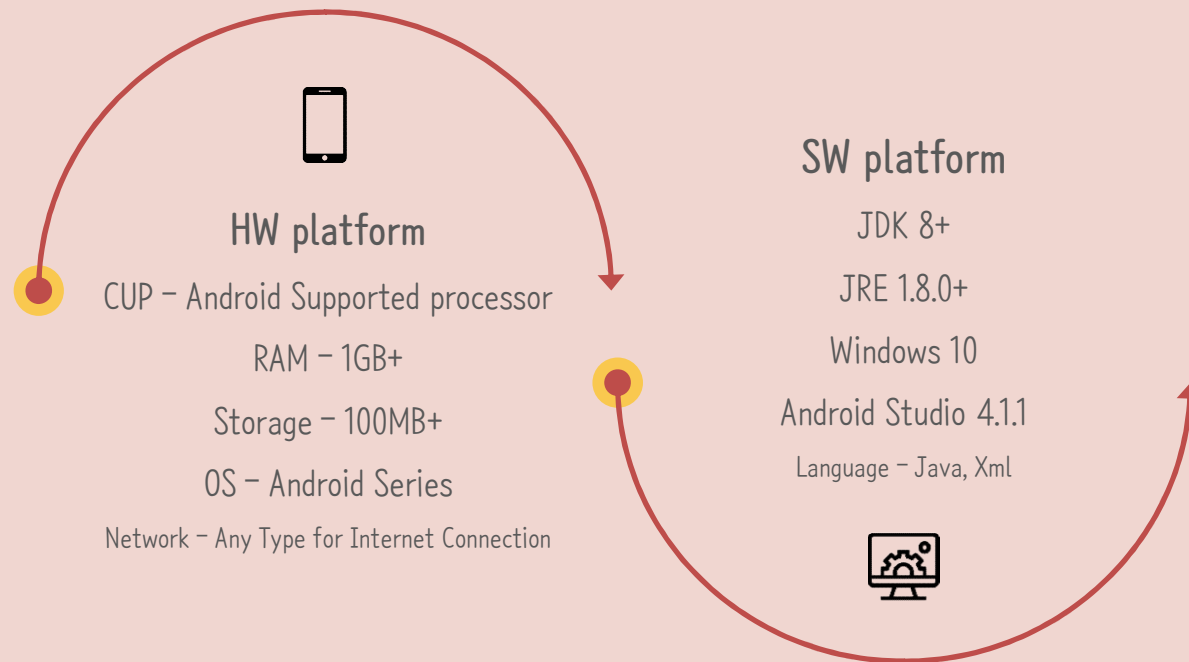 HW platform
CUP – Android Supported processor
RAM – 1GB+
Storage – 100MB+
OS – Android Series
Network – Any Type for Internet Connection
SW platform
JDK 8+
JRE 1.8.0+
Windows 10
Android Studio 4.1.1
Language – Java, Xml